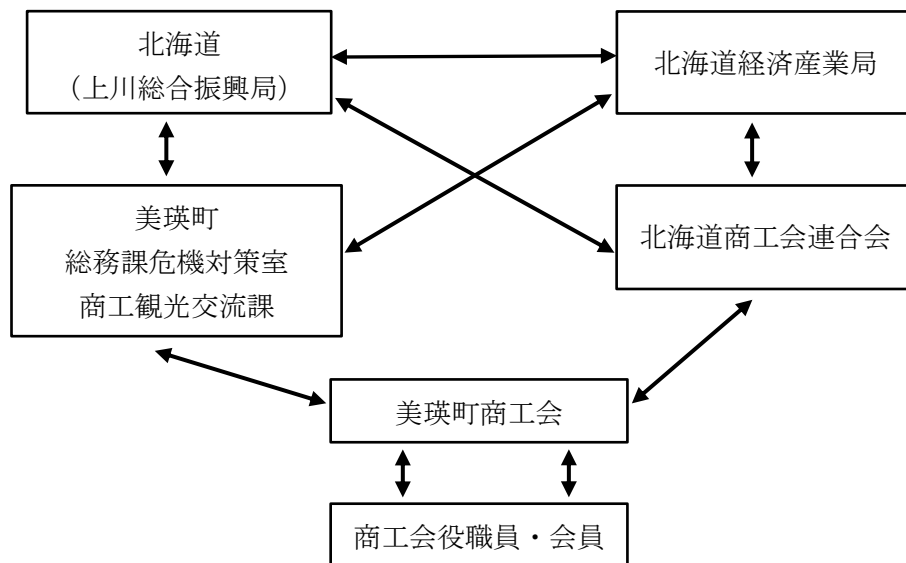 北海道
（上川総合振興局）
北海道経済産業局
美瑛町
総務課危機対策室
商工観光交流課
北海道商工会連合会
美瑛町商工会
商工会役職員・会員